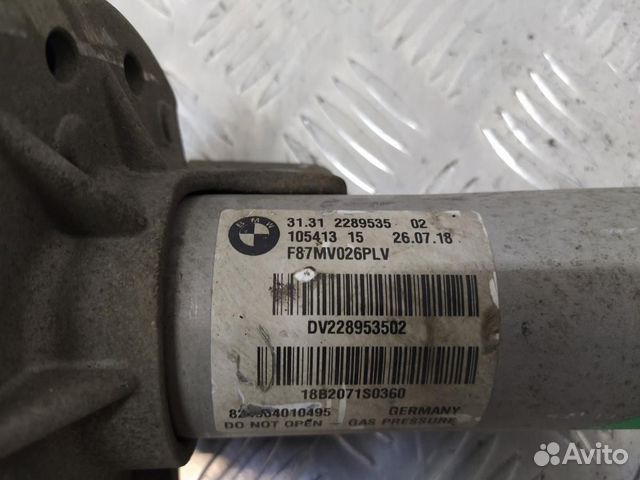 BMW
31.31 2289535 02
105413 15 26.07.18
F87MV026PLV
DV228953502
18B2071S0360
GERMANY
DO NOT OPEN - GAS PRESSURE
Avito